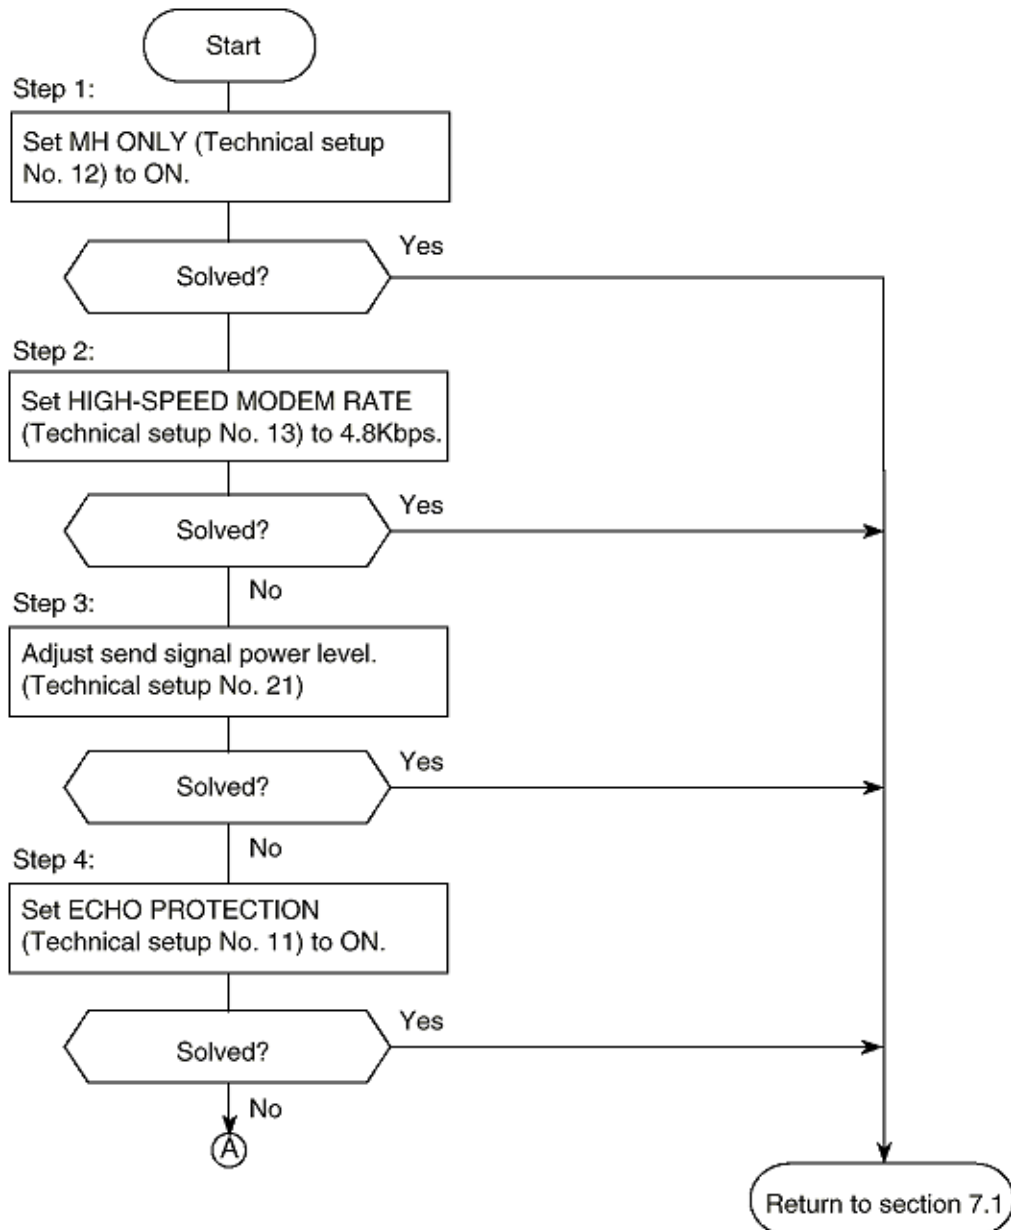 Start
Step 1:
Set MH ONLY (Technical setup
No. 12) to ON.
Yes
Solved?
Step 2:
Set HIGH-SPEED MODEM RATE
(Technical setup No. 13) to 4.8Kbps.
Yes
Solved?
No
Step 3:
Adjust send signal power level.
(Technical setup No. 21)
Yes
Solved?
No
Step 4:
Set ECHO PROTECTION
(Technical setup No. 11) to ON.
Yes
Solved?
No
A
Return to section 7.1